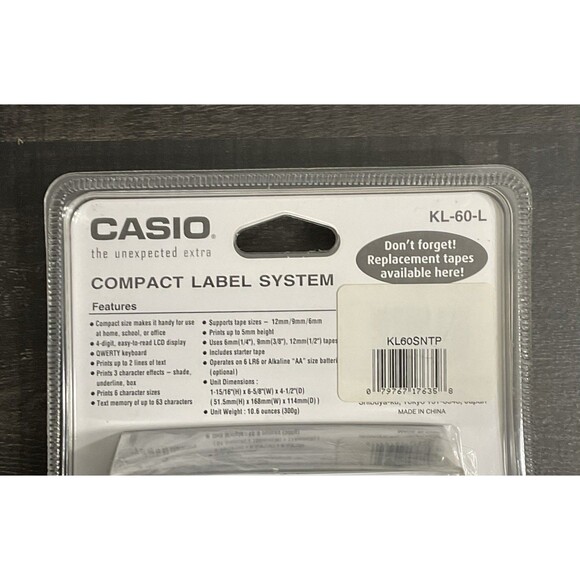 KL-60-L
CASIO®
the unexpected extra
Don't forget!
Replacement tapes
available here!
COMPACT LABEL SYSTEM
Features
• Compact size makes it handy for use
at home, school, or office
• 4-digit, easy-to-read LCD display
• QWERTY keyboard
• Prints up to 2 lines of text
• Prints 3 character effects – shade,
underline, box
• Prints 6 character sizes
• Text memory of up to 63 characters
• Supports tape sizes – 12mm/9mm/6mm
• Prints up to 5mm height
• Uses 6mm(1/4"), 9mm(3/8"), 12mm(1/2") tapes
• Includes starter tape
• Operates on 6 LR6 or Alkaline "AA" size batteri
(optional)
• Unit Dimensions :
1-15/16"(H) x 6-5/8"(W) x 4-1/2"(D)
( 51.5mm(H) x 168mm(W) x 114mm(D) )
• Unit Weight : 10.6 ounces (300g)
KL60SNTP
0 79767 17635 8
Tokyo Japan
MADE IN CHINA